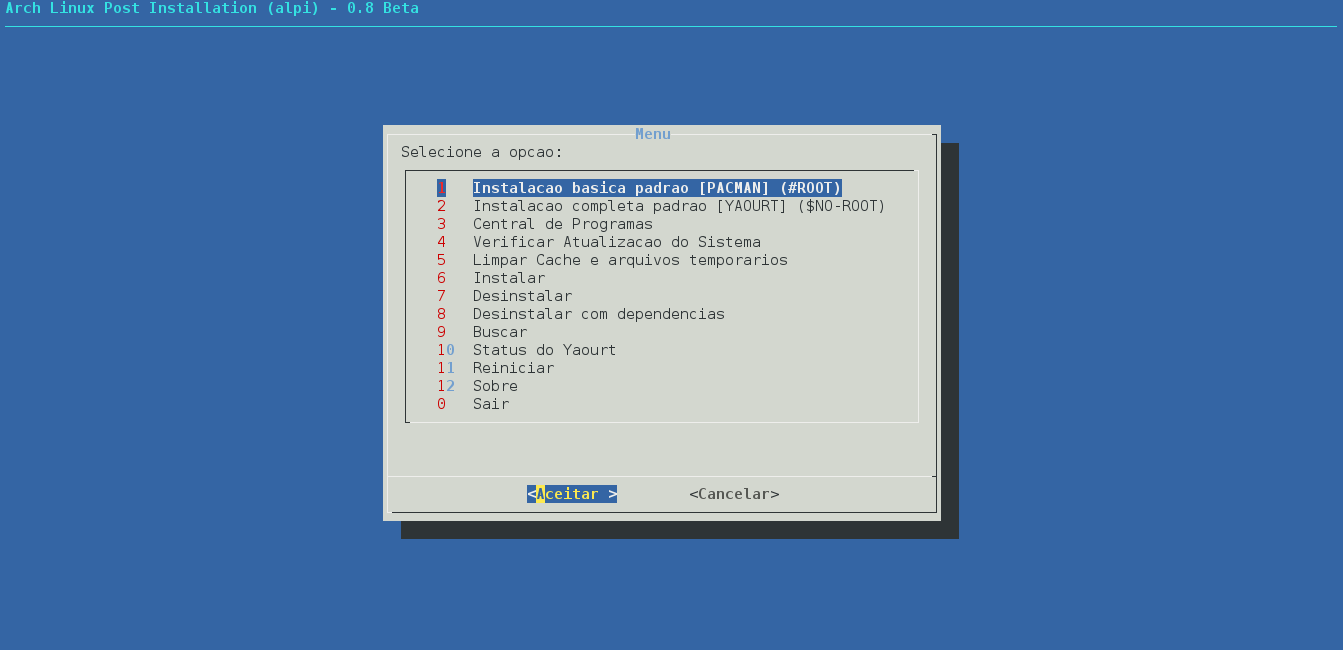 Arch Linux Post Installation (alpi) - 0.8 Beta
Menu
Selecione a opcao:
1 Instalacao basica padrao [PACMAN] (#ROOT)
2 Instalacao completa padrao [YAOURT] ($NO-ROOT)
3 Central de Programas
4 Verificar Atualizacao do Sistema
5 Limpar Cache e arquivos temporarios
6 Instalar
7 Desinstalar
8 Desinstalar com dependencias
9 Buscar
10 Status do Yaourt
11 Reiniciar
12 Sobre
0 Sair
<Aceitar > <Cancelar>